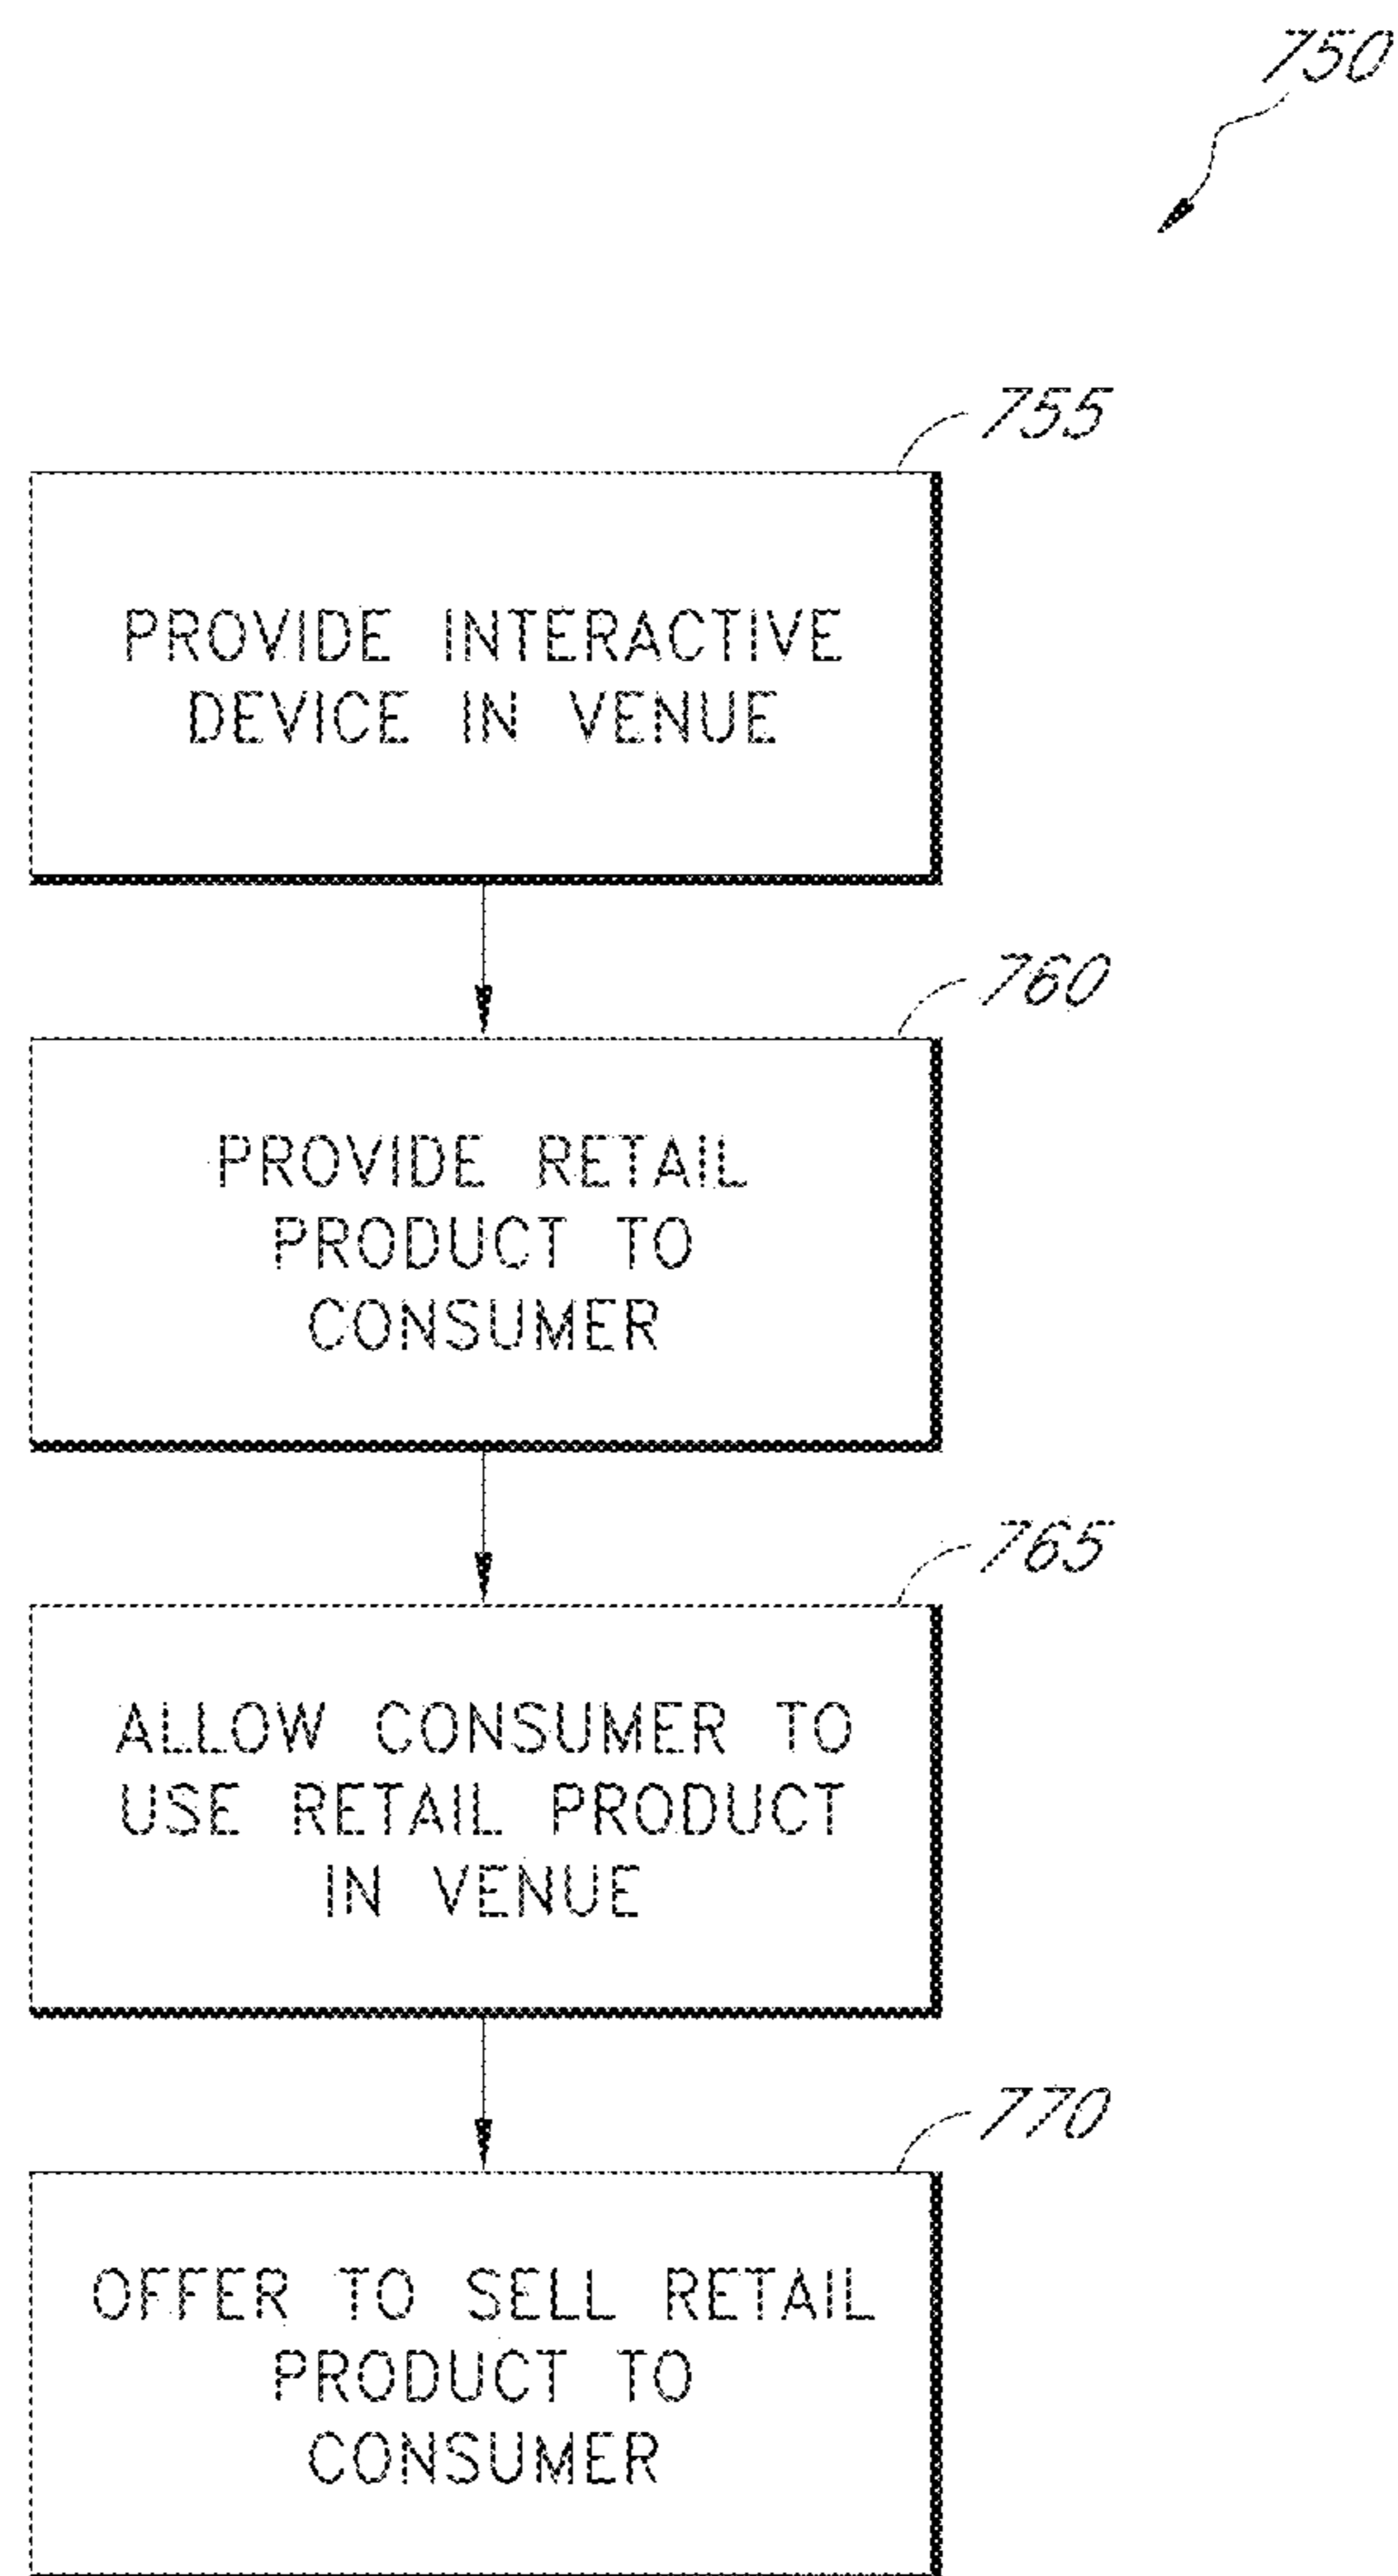 750
755
PROVIDE INTERACTIVE
DEVICE IN VENUE
760
PROVIDE RETAIL
PRODUCT TO
CONSUMER
765
ALLOW CONSUMER TO
USE RETAIL PRODUCT
IN VENUE
770
OFFER TO SELL RETAIL
PRODUCT TO
CONSUMER